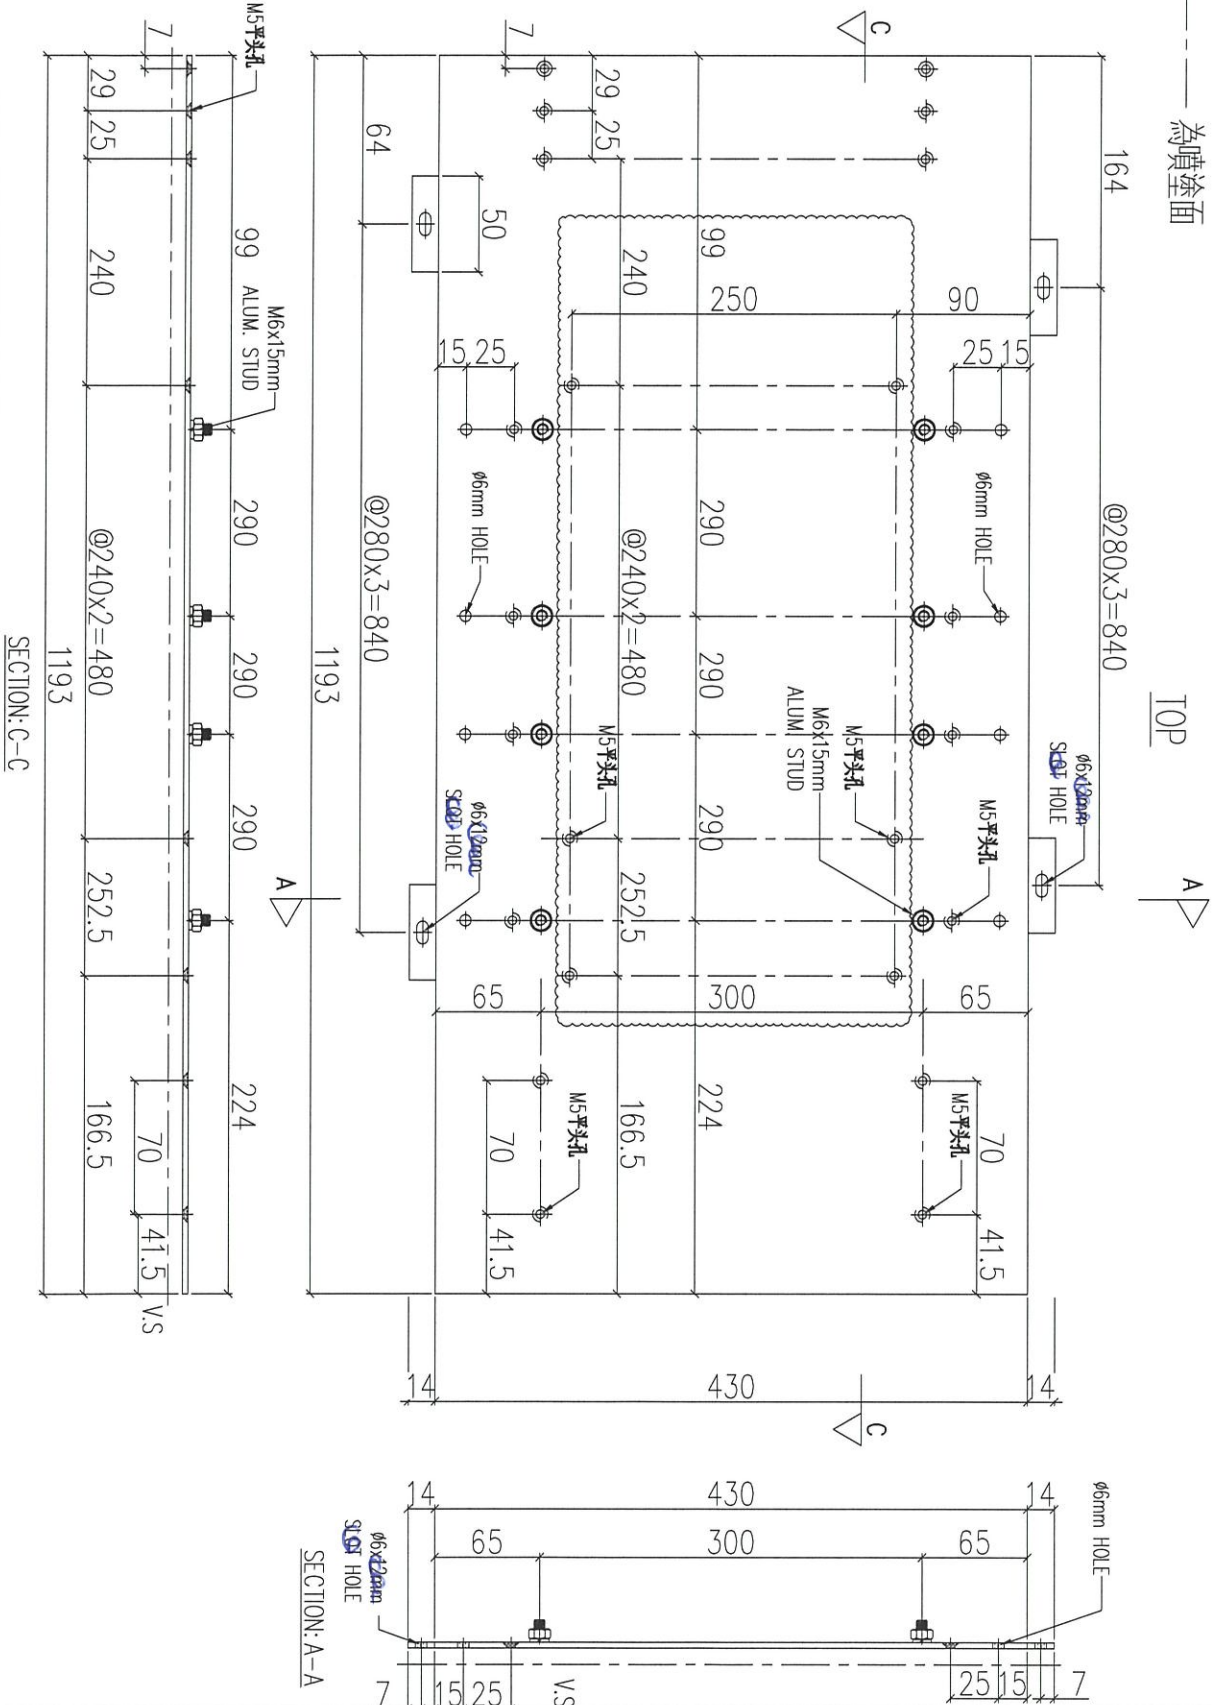 為噴塗面
TOP
164
@280x3=840
ø6x12mm
SLOT HOLE
A
C
7
29
25
99
240
250
90
15
25
25
15
290
@240x2=480
290
290
252.5
224
166.5
ø6mm HOLE
ø6mm HOLE
M5平头孔
M6x15mm
ALUM. STUD
M5平头孔
M5平头孔
ø6x12mm
SLOT HOLE
65
300
65
M5平头孔
70
41.5
M5平头孔
70
41.5
50
64
@280x3=840
1193
A
14
430
14
C
M5平头孔
7
29
25
240
@240x2=480
252.5
166.5
99
290
290
290
224
M6x15mm
ALUM. STUD
70
41.5
V.S
1193
SECTION: C-C
14
430
14
65
300
65
ø6mm HOLE
ø6x12mm
SLOT HOLE
7
15
25
V.S
25
15
7
SECTION: A-A